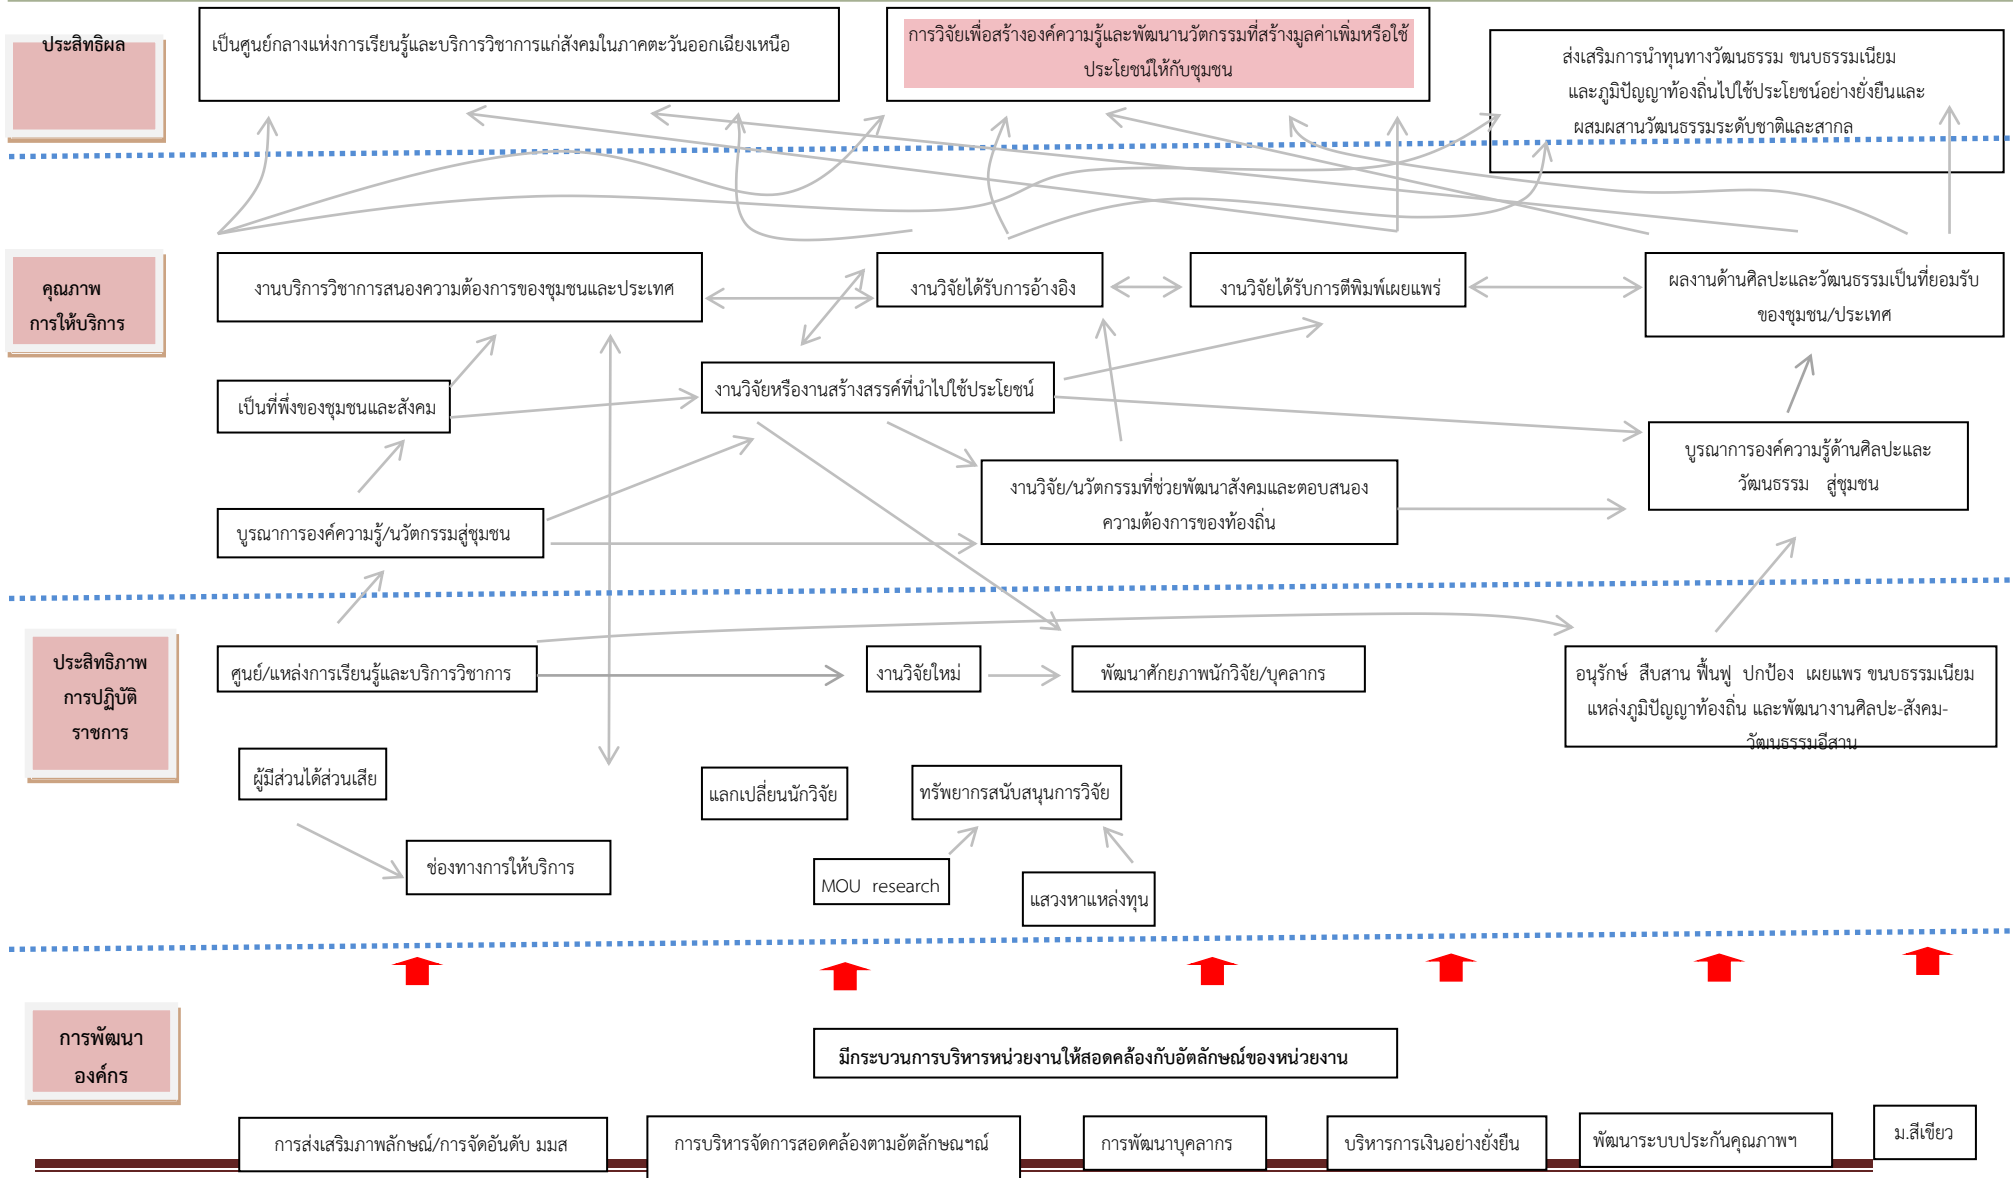 ประสิทธิผล
เป็นศูนย์กลางแห่งการเรียนรู้และบริการวิชาการแก่สังคมในภาคตะวันออกเฉียงเหนือ
การวิจัยเพื่อสร้างองค์ความรู้และพัฒนานวัตกรรมที่สร้างมูลค่าเพิ่มหรือใช้
ประโยชน์ให้กับชุมชน
ส่งเสริมการนำทุนทางวัฒนธรรม ขนบธรรมเนียม
และภูมิปัญญาท้องถิ่นไปใช้ประโยชน์อย่างยั่งยืนและ
ผสมผสานวัฒนธรรมระดับชาติและสากล
คุณภาพ
การให้บริการ
งานบริการวิชาการสนองความต้องการของชุมชนและประเทศ
งานวิจัยได้รับการอ้างอิง
งานวิจัยได้รับการตีพิมพ์เผยแพร่
ผลงานด้านศิลปะและวัฒนธรรมเป็นที่ยอมรับ
ของชุมชน/ประเทศ
เป็นที่พึ่งของชุมชนและสังคม
งานวิจัยหรืองานสร้างสรรค์ที่นำไปใช้ประโยชน์
บูรณาการองค์ความรู้ด้านศิลปะและ
วัฒนธรรม สู่ชุมชน
งานวิจัย/นวัตกรรมที่ช่วยพัฒนาสังคมและตอบสนอง
ความต้องการของท้องถิ่น
บูรณาการองค์ความรู้/นวัตกรรมสู่ชุมชน
ประสิทธิภาพ
การปฏิบัติ
ราชการ
ศูนย์/แหล่งการเรียนรู้และบริการวิชาการ
งานวิจัยใหม่
พัฒนาศักยภาพนักวิจัย/บุคลากร
อนุรักษ์ สืบสาน ฟื้นฟู ปกป้อง เผยแพร ขนบธรรมเนียม
แหล่งภูมิปัญญาท้องถิ่น และพัฒนางานศิลปะ-สังคม-
วัฒนธรรมอีสาน
ผู้มีส่วนได้ส่วนเสีย
แลกเปลี่ยนนักวิจัย
ทรัพยากรสนับสนุนการวิจัย
ช่องทางการให้บริการ
MOU research
แสวงหาแหล่งทุน
การพัฒนา
องค์กร
มีกระบวนการบริหารหน่วยงานให้สอดคล้องกับอัตลักษณ์ของหน่วยงาน
การส่งเสริมภาพลักษณ์/การจัดอันดับ มมส
การบริหารจัดการสอดคล้องตามอัตลักษณฯณ์
การพัฒนาบุคลากร
บริหารการเงินอย่างยั่งยืน
พัฒนาระบบประกันคุณภาพฯ
ม.สีเขียว